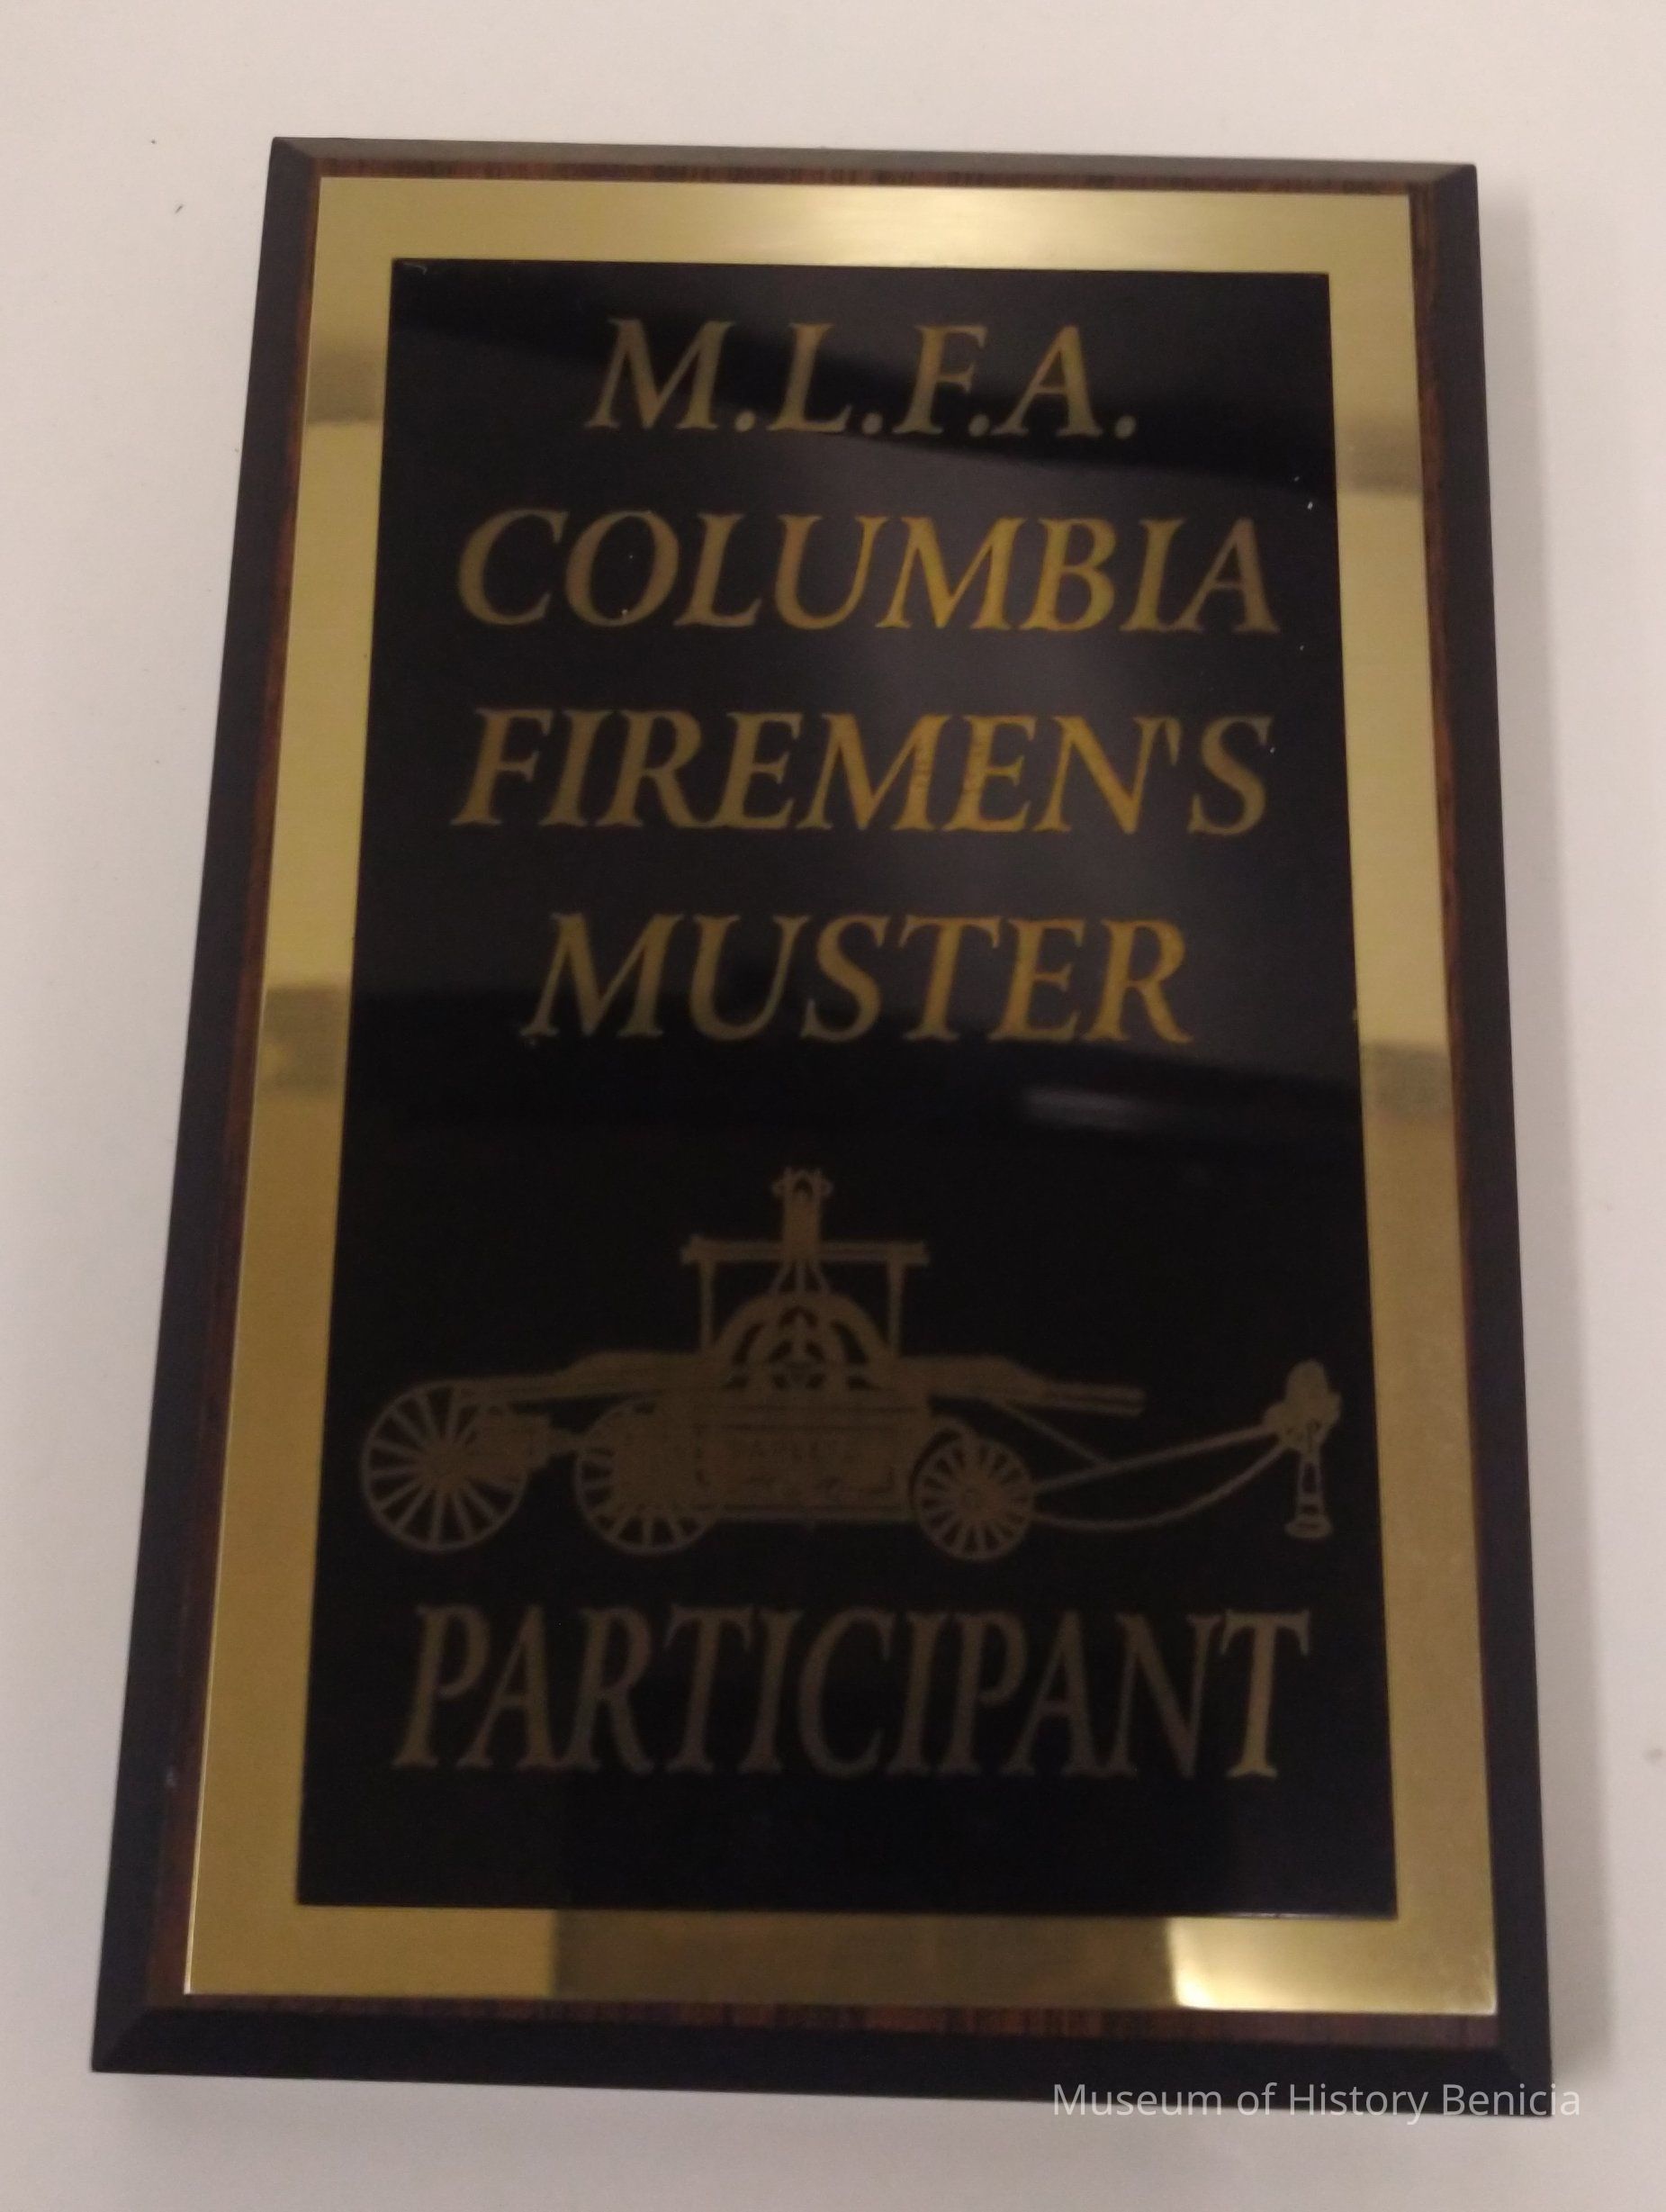 M.L.F.A.
COLUMBIA
FIREMEN'S
MUSTER
PARTICIPANT
Museum of History Benicia